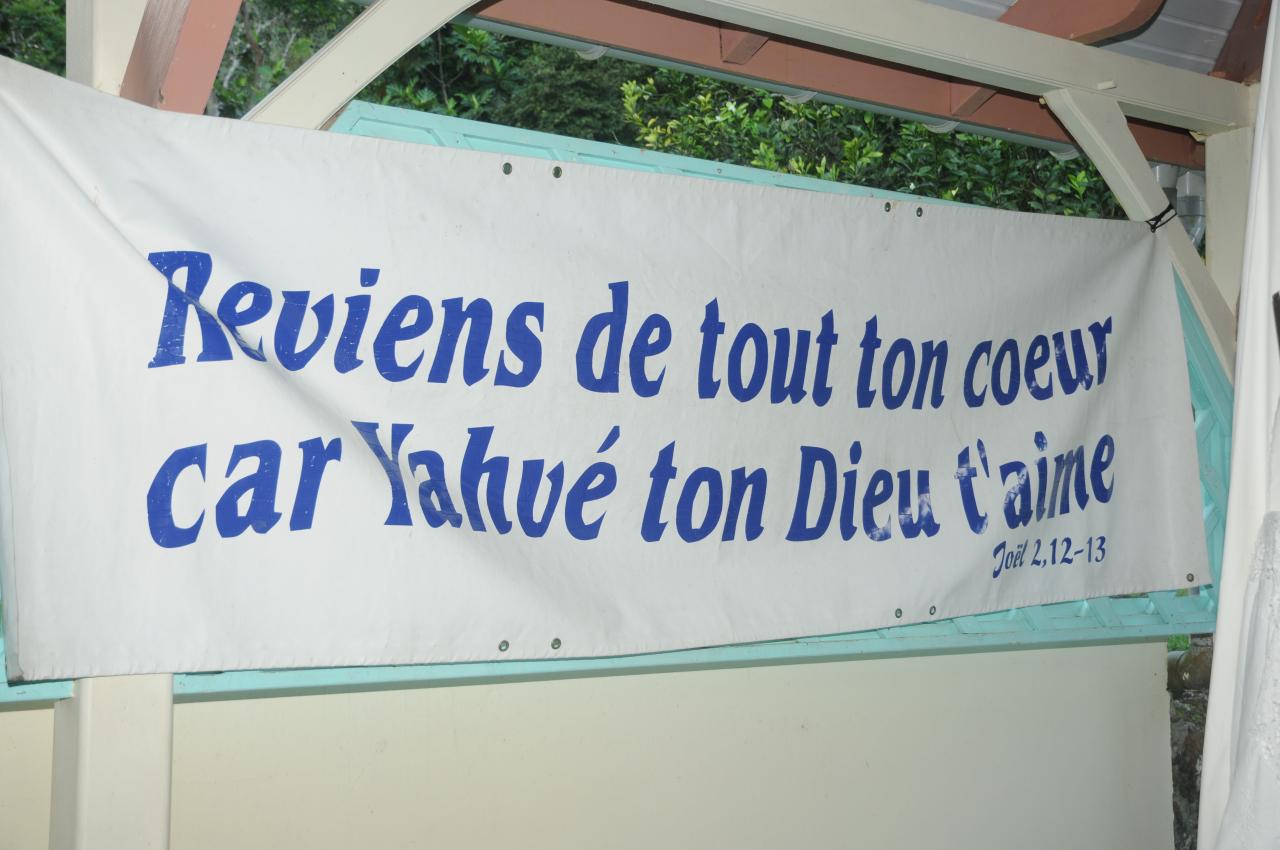 Reviens de tout ton coeur
car Yahvé ton Dieu t'aime
Joël 2,12-13